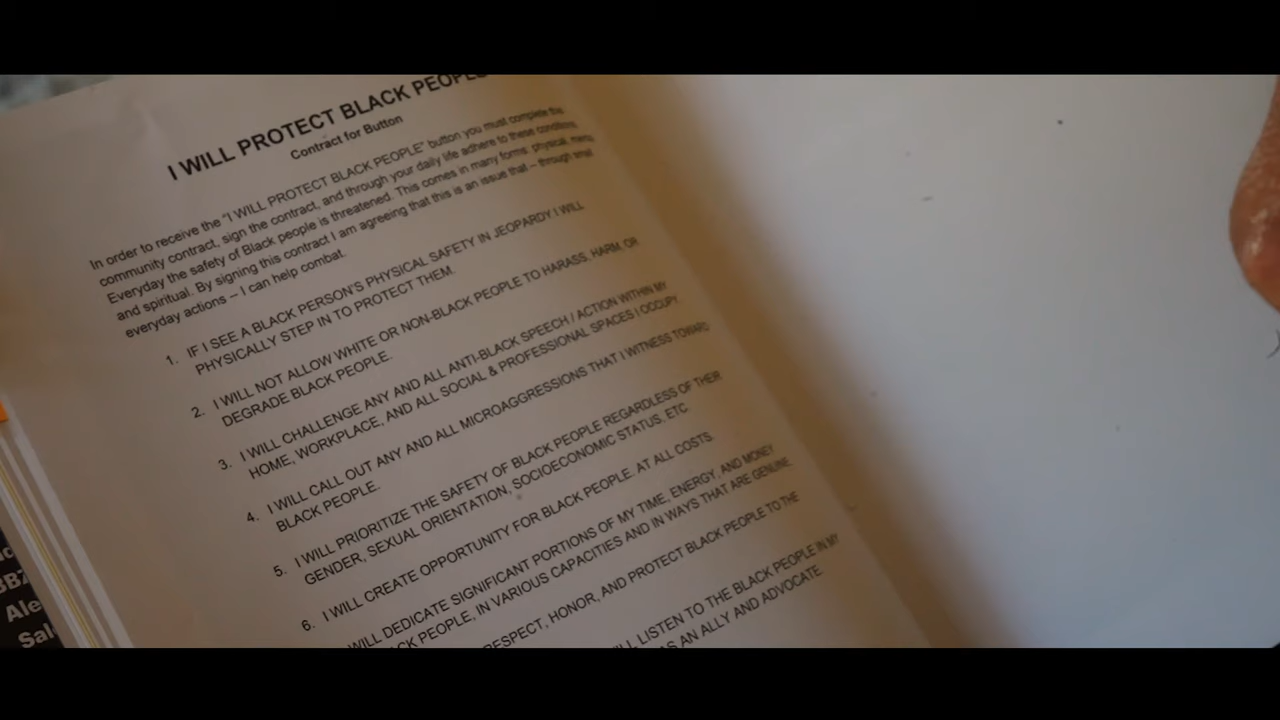 I WILL PROTECT BLACK PEOPLE
Contract for Button
In order to receive the "I WILL PROTECT BLACK PEOPLE" button you must complete the
community contract, sign the contract, and through your daily life adhere to these conditions.
Everyday the safety of Black people is threatened. This comes in many forms: physical, mental
and spiritual. By signing this contract I am agreeing that this is an issue that – through small
everyday actions – I can help combat.
1. IF I SEE A BLACK PERSON'S PHYSICAL SAFETY IN JEOPARDY I WILL
PHYSICALLY STEP IN TO PROTECT THEM.
2. I WILL NOT ALLOW WHITE OR NON-BLACK PEOPLE TO HARASS, HARM, OR
DEGRADE BLACK PEOPLE.
3. I WILL CHALLENGE ANY AND ALL ANTI-BLACK SPEECH / ACTION WITHIN MY
HOME, WORKPLACE, AND ALL SOCIAL & PROFESSIONAL SPACES I OCCUPY.
4. I WILL CALL OUT ANY AND ALL MICROAGGRESSIONS THAT I WITNESS TOWARD
BLACK PEOPLE.
5. I WILL PRIORITIZE THE SAFETY OF BLACK PEOPLE REGARDLESS OF THEIR
GENDER, SEXUAL ORIENTATION, SOCIOECONOMIC STATUS, ETC.
6. I WILL CREATE OPPORTUNITY FOR BLACK PEOPLE. AT ALL COSTS.
WILL DEDICATE SIGNIFICANT PORTIONS OF MY TIME, ENERGY, AND MONEY
PEOPLE, IN VARIOUS CAPACITIES AND IN WAYS THAT ARE GENUINE.
RESPECT, HONOR, AND PROTECT BLACK PEOPLE TO THE
LISTEN TO THE BLACK PEOPLE IN MY
AS AN ALLY AND ADVOCATE
Ale
Sal